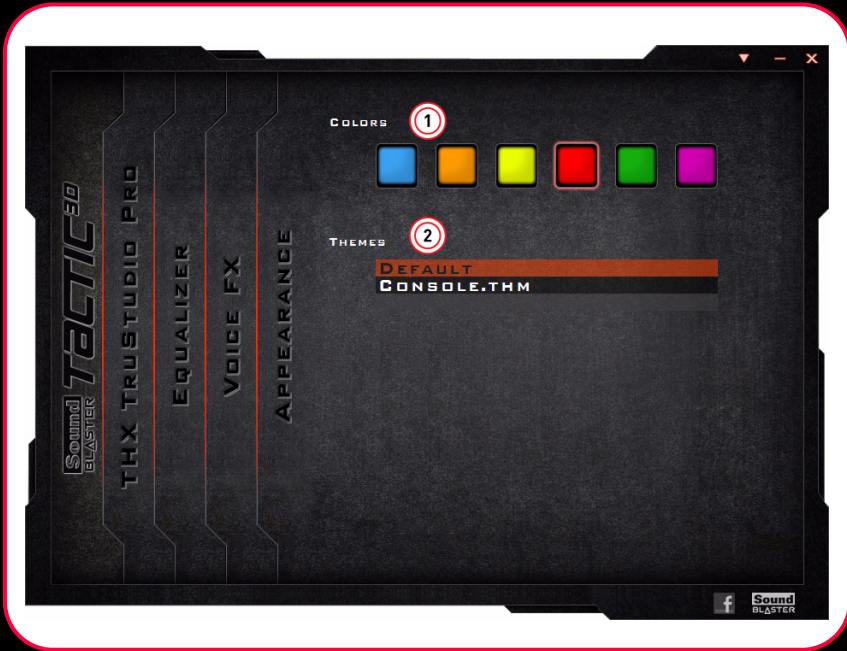 Sound
BLASTER
TACTIC3D
THX TruStudio Pro
Equalizer
Voice FX
Appearance
Colors
1
Themes
2
Default
Console.thm
f
Sound
BLASTER